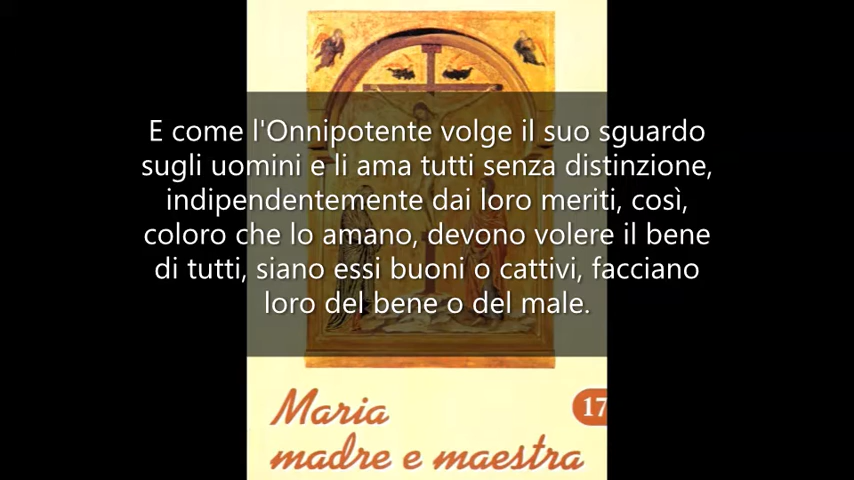 E come l'Onnipotente volge il suo sguardo
sugli uomini e li ama tutti senza distinzione,
indipendentemente dai loro meriti, così,
coloro che lo amano, devono volere il bene
di tutti, siano essi buoni o cattivi, facciano
loro del bene o del male.
Maria
17
madre e maestra